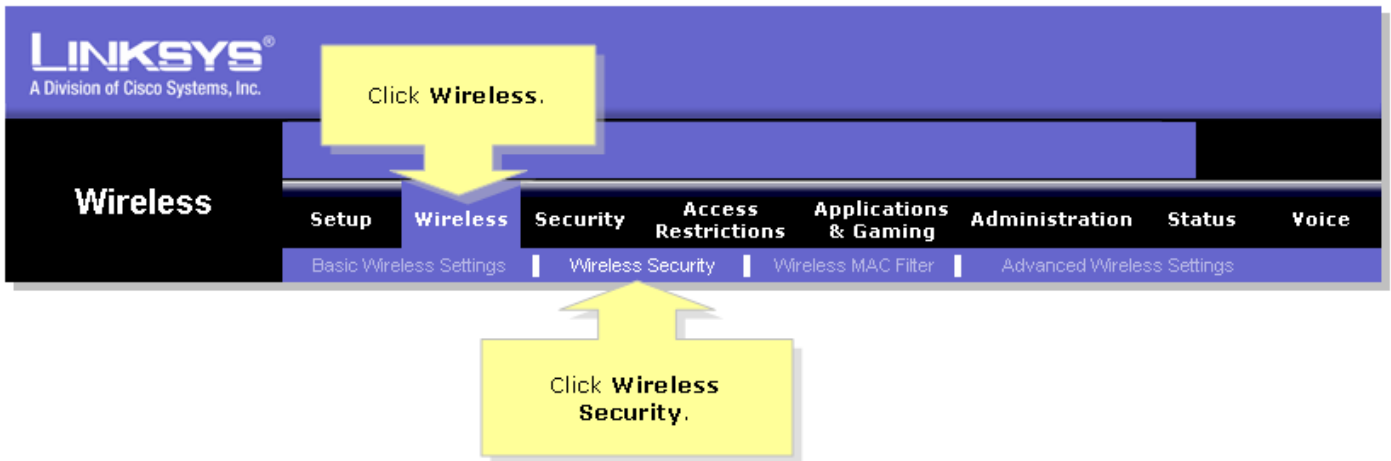 LINKSYS®
A Division of Cisco Systems, Inc.
Click Wireless.
Wireless
Setup Wireless Security Access Restrictions Applications & Gaming Administration Status Voice
Basic Wireless Settings Wireless Security Wireless MAC Filter Advanced Wireless Settings
Click Wireless
Security.